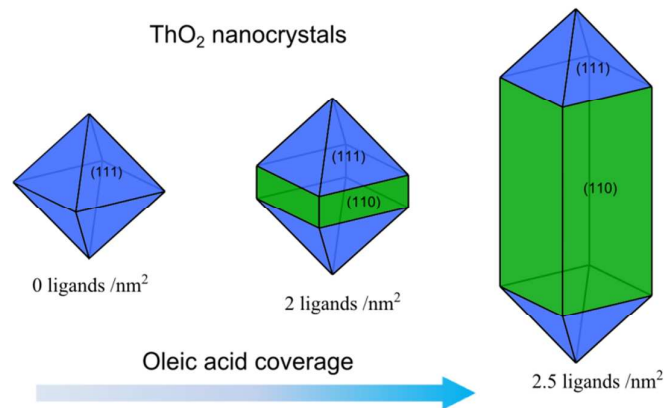 ThO₂ nanocrystals
(111)
0 ligands /nm²
(111)
(110)
2 ligands /nm²
(111)
(110)
2.5 ligands /nm²
Oleic acid coverage